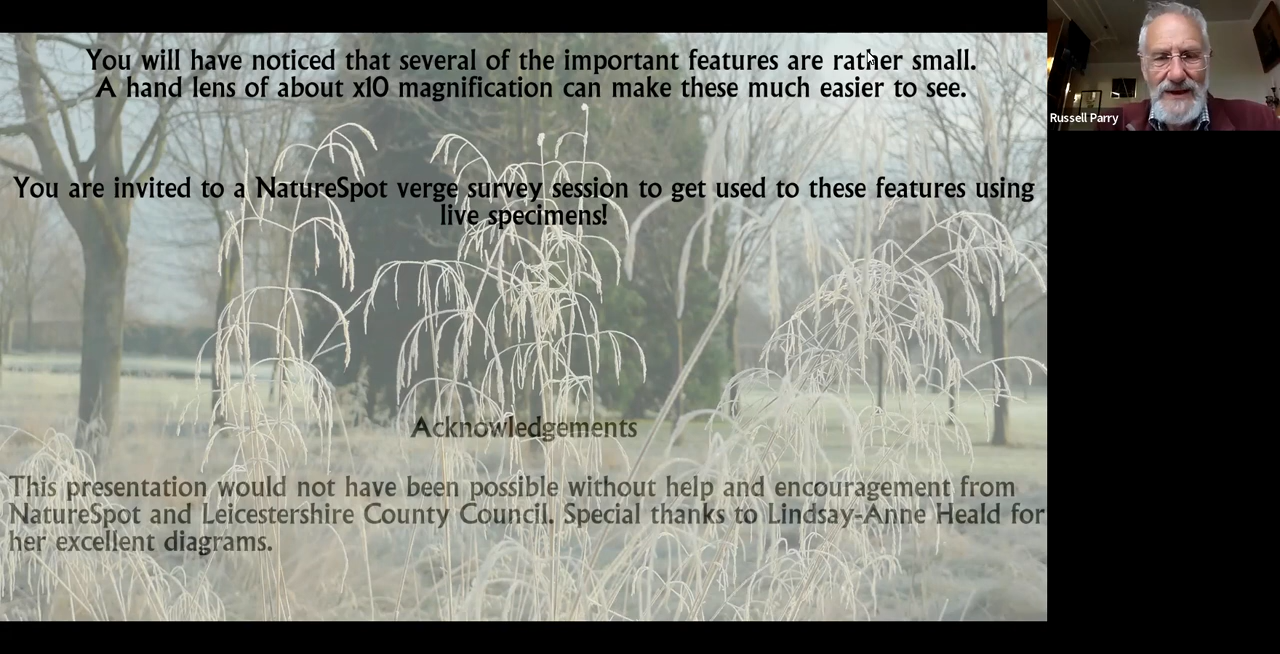 You will have noticed that several of the important features are rather small.
A hand lens of about x10 magnification can make these much easier to see.
You are invited to a NatureSpot verge survey session to get used to these features using
live specimens!
Acknowledgements
This presentation would not have been possible without help and encouragement from
NatureSpot and Leicestershire County Council. Special thanks to Lindsay-Anne Heald for
her excellent diagrams.
Russell Parry